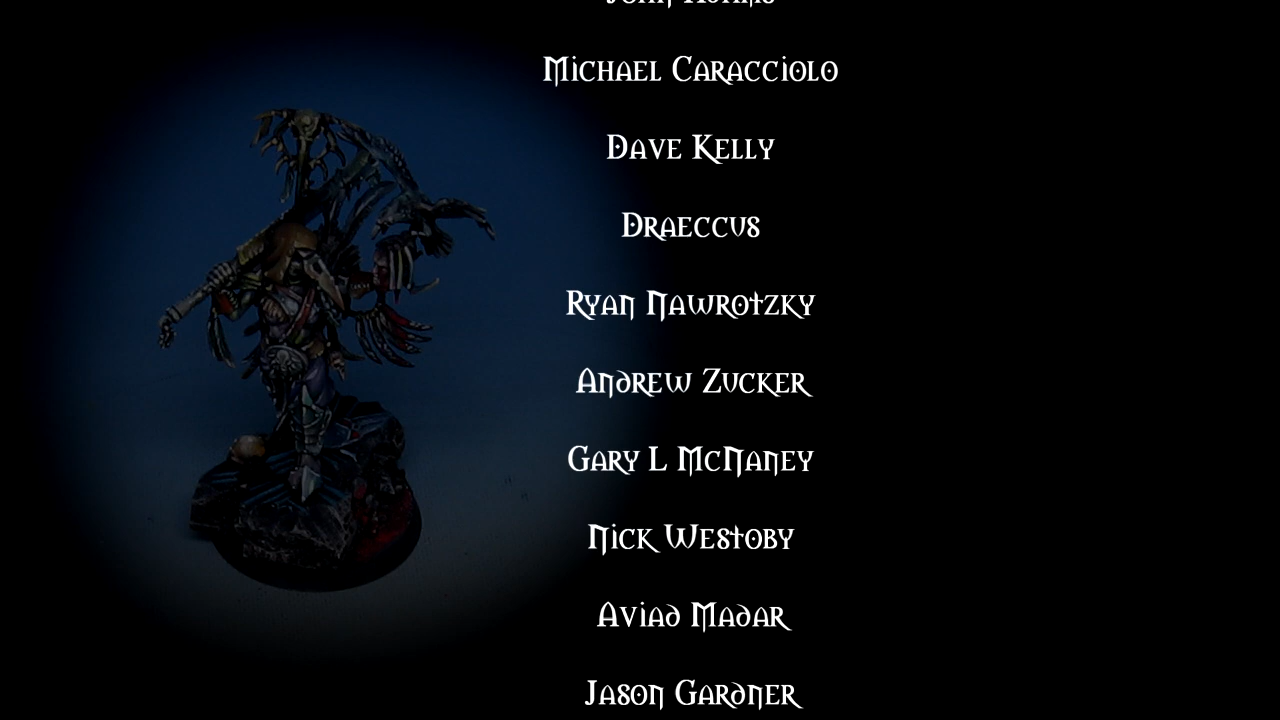 Michael Caracciolo
Dave Kelly
Draeccus
Ryan Nawrotzky
Andrew Zucker
Gary L McNaney
Nick Westoby
Aviad Madar
Jason Gardner